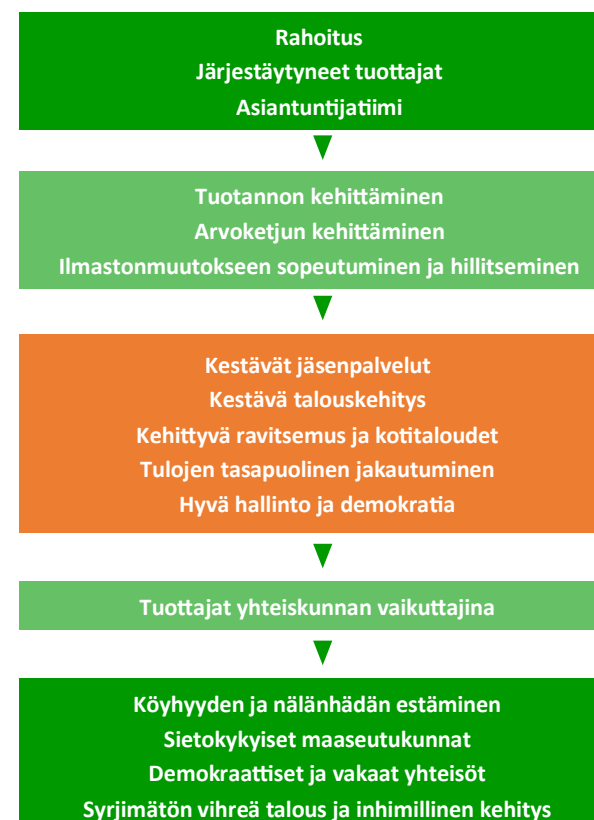 Rahoitus
Järjestäytyneet tuottajat
Asiantuntijatiimi
Tuotannon kehittäminen
Arvoketjun kehittäminen
Ilmastonmuutokseen sopeutuminen ja hillitseminen
Kestävät jäsenpalvelut
Kestävä talouskehitys
Kehittyvä ravitsemus ja kotitaloudet
Tulojen tasapuolinen jakautuminen
Hyvä hallinto ja demokratia
Tuottajat yhteiskunnan vaikuttajina
Köyhyyden ja nälänhädän estäminen
Sietokykyiset maaseutukunnat
Demokraattiset ja vakaat yhteisöt
Syrjimätön vihreä talous ja inhimillinen kehitys